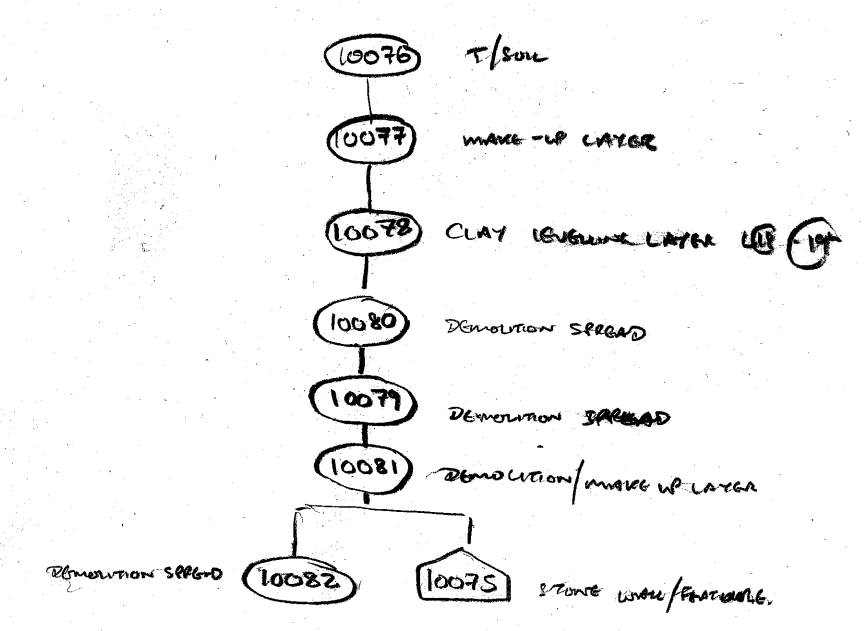 10076 T/SOIL
10077 MAKE-UP LAYER
10078 CLAY LEVELLING LAYER
10080 DEMOLITION SPREAD
10079 DEMOLITION SPREAD
10081 DEMOLITION/MAKE UP LAYER
DEMOLITION SPREAD 10082 10075 STONE WALL/FEATURE.